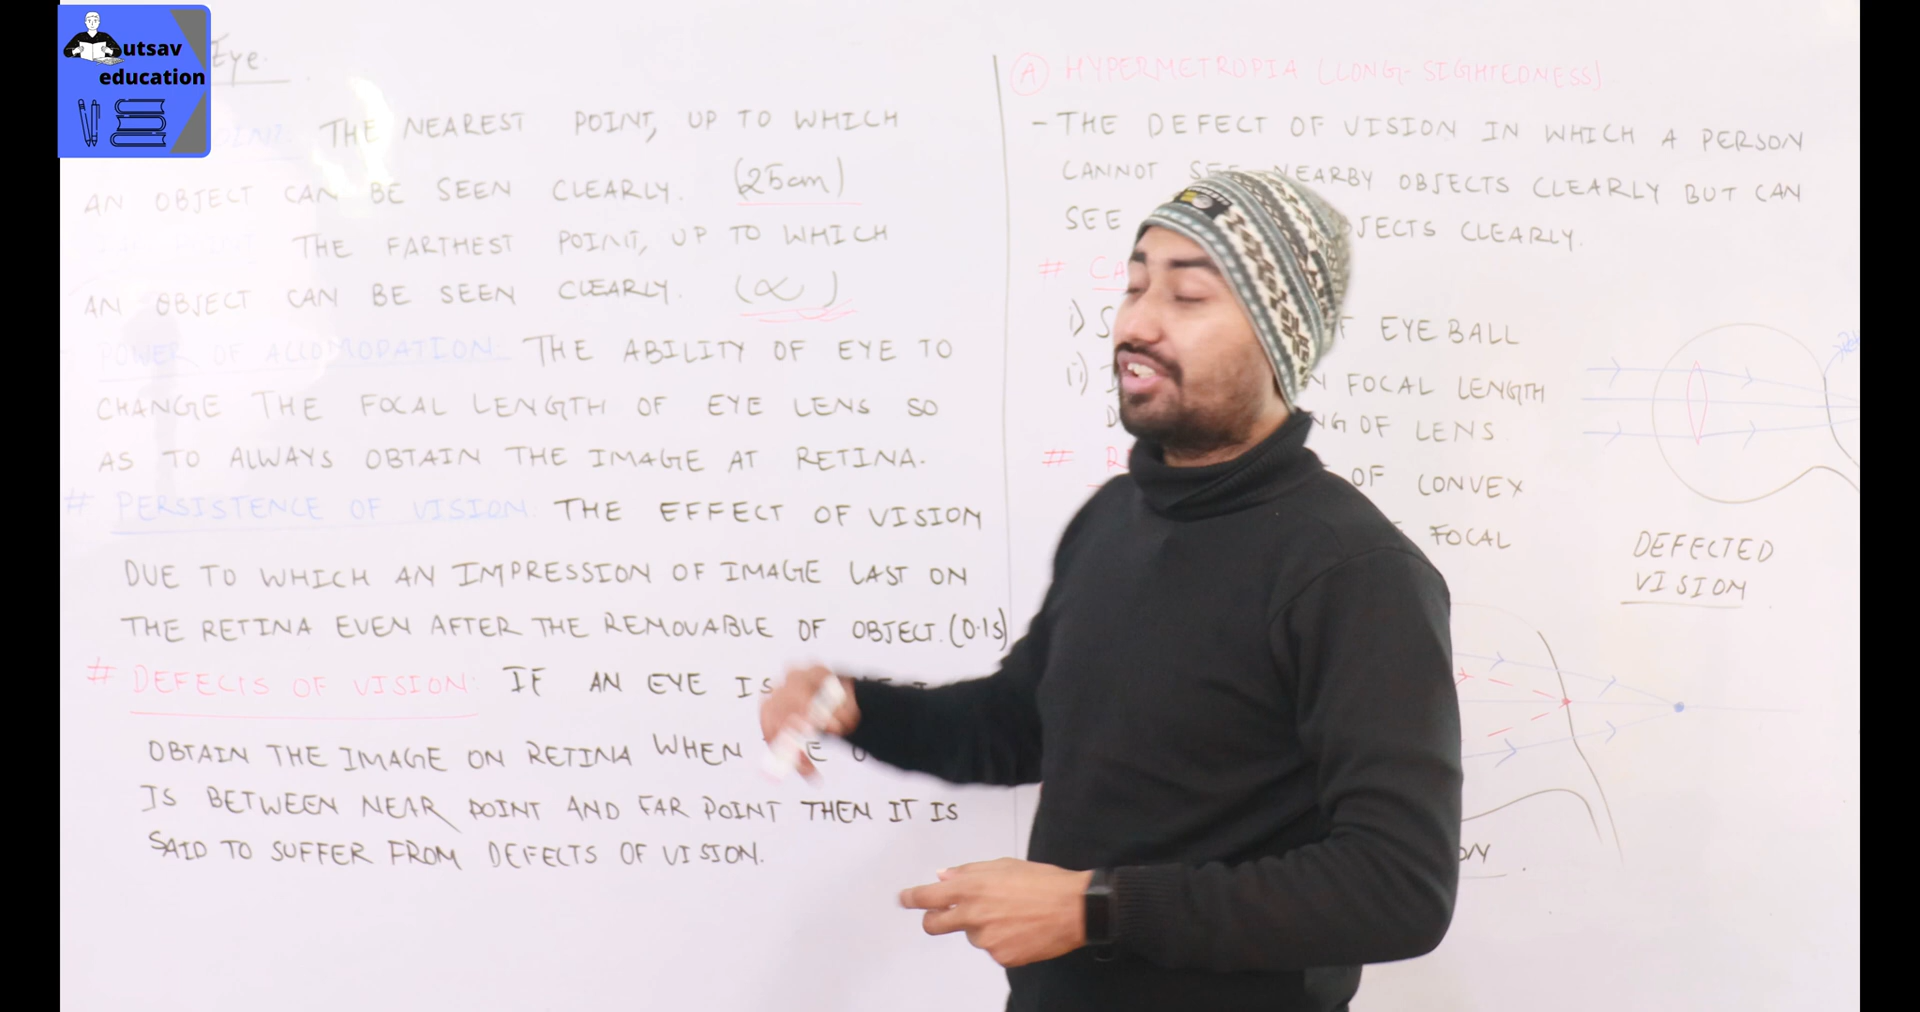 utsav
education
Eye.
THE NEAREST POINT, UP TO WHICH
AN OBJECT CAN BE SEEN CLEARLY. (25cm)
THE FARTHEST POINT, UP TO WHICH
AN OBJECT CAN BE SEEN CLEARLY. (∝)
POWER OF ACCOMODATION: THE ABILITY OF EYE TO
CHANGE THE FOCAL LENGTH OF EYE LENS SO
AS TO ALWAYS OBTAIN THE IMAGE AT RETINA.
# PERSISTENCE OF VISION: THE EFFECT OF VISION
DUE TO WHICH AN IMPRESSION OF IMAGE LAST ON
THE RETINA EVEN AFTER THE REMOVABLE OF OBJECT. (0.1s)
# DEFECTS OF VISION: IF AN EYE IS
OBTAIN THE IMAGE ON RETINA WHEN
IS BETWEEN NEAR POINT AND FAR POINT THEN IT IS
SAID TO SUFFER FROM DEFECTS OF VISION.
(A) HYPERMETROPIA (LONG-SIGHTEDNESS)
- THE DEFECT OF VISION IN WHICH A PERSON
CANNOT SEE NEARBY OBJECTS CLEARLY BUT CAN
SEE CLEARLY.
#
i) EYE BALL
ii) FOCAL LENGTH
OF LENS
#
OF CONVEX
FOCAL
DEFECTED
VISION